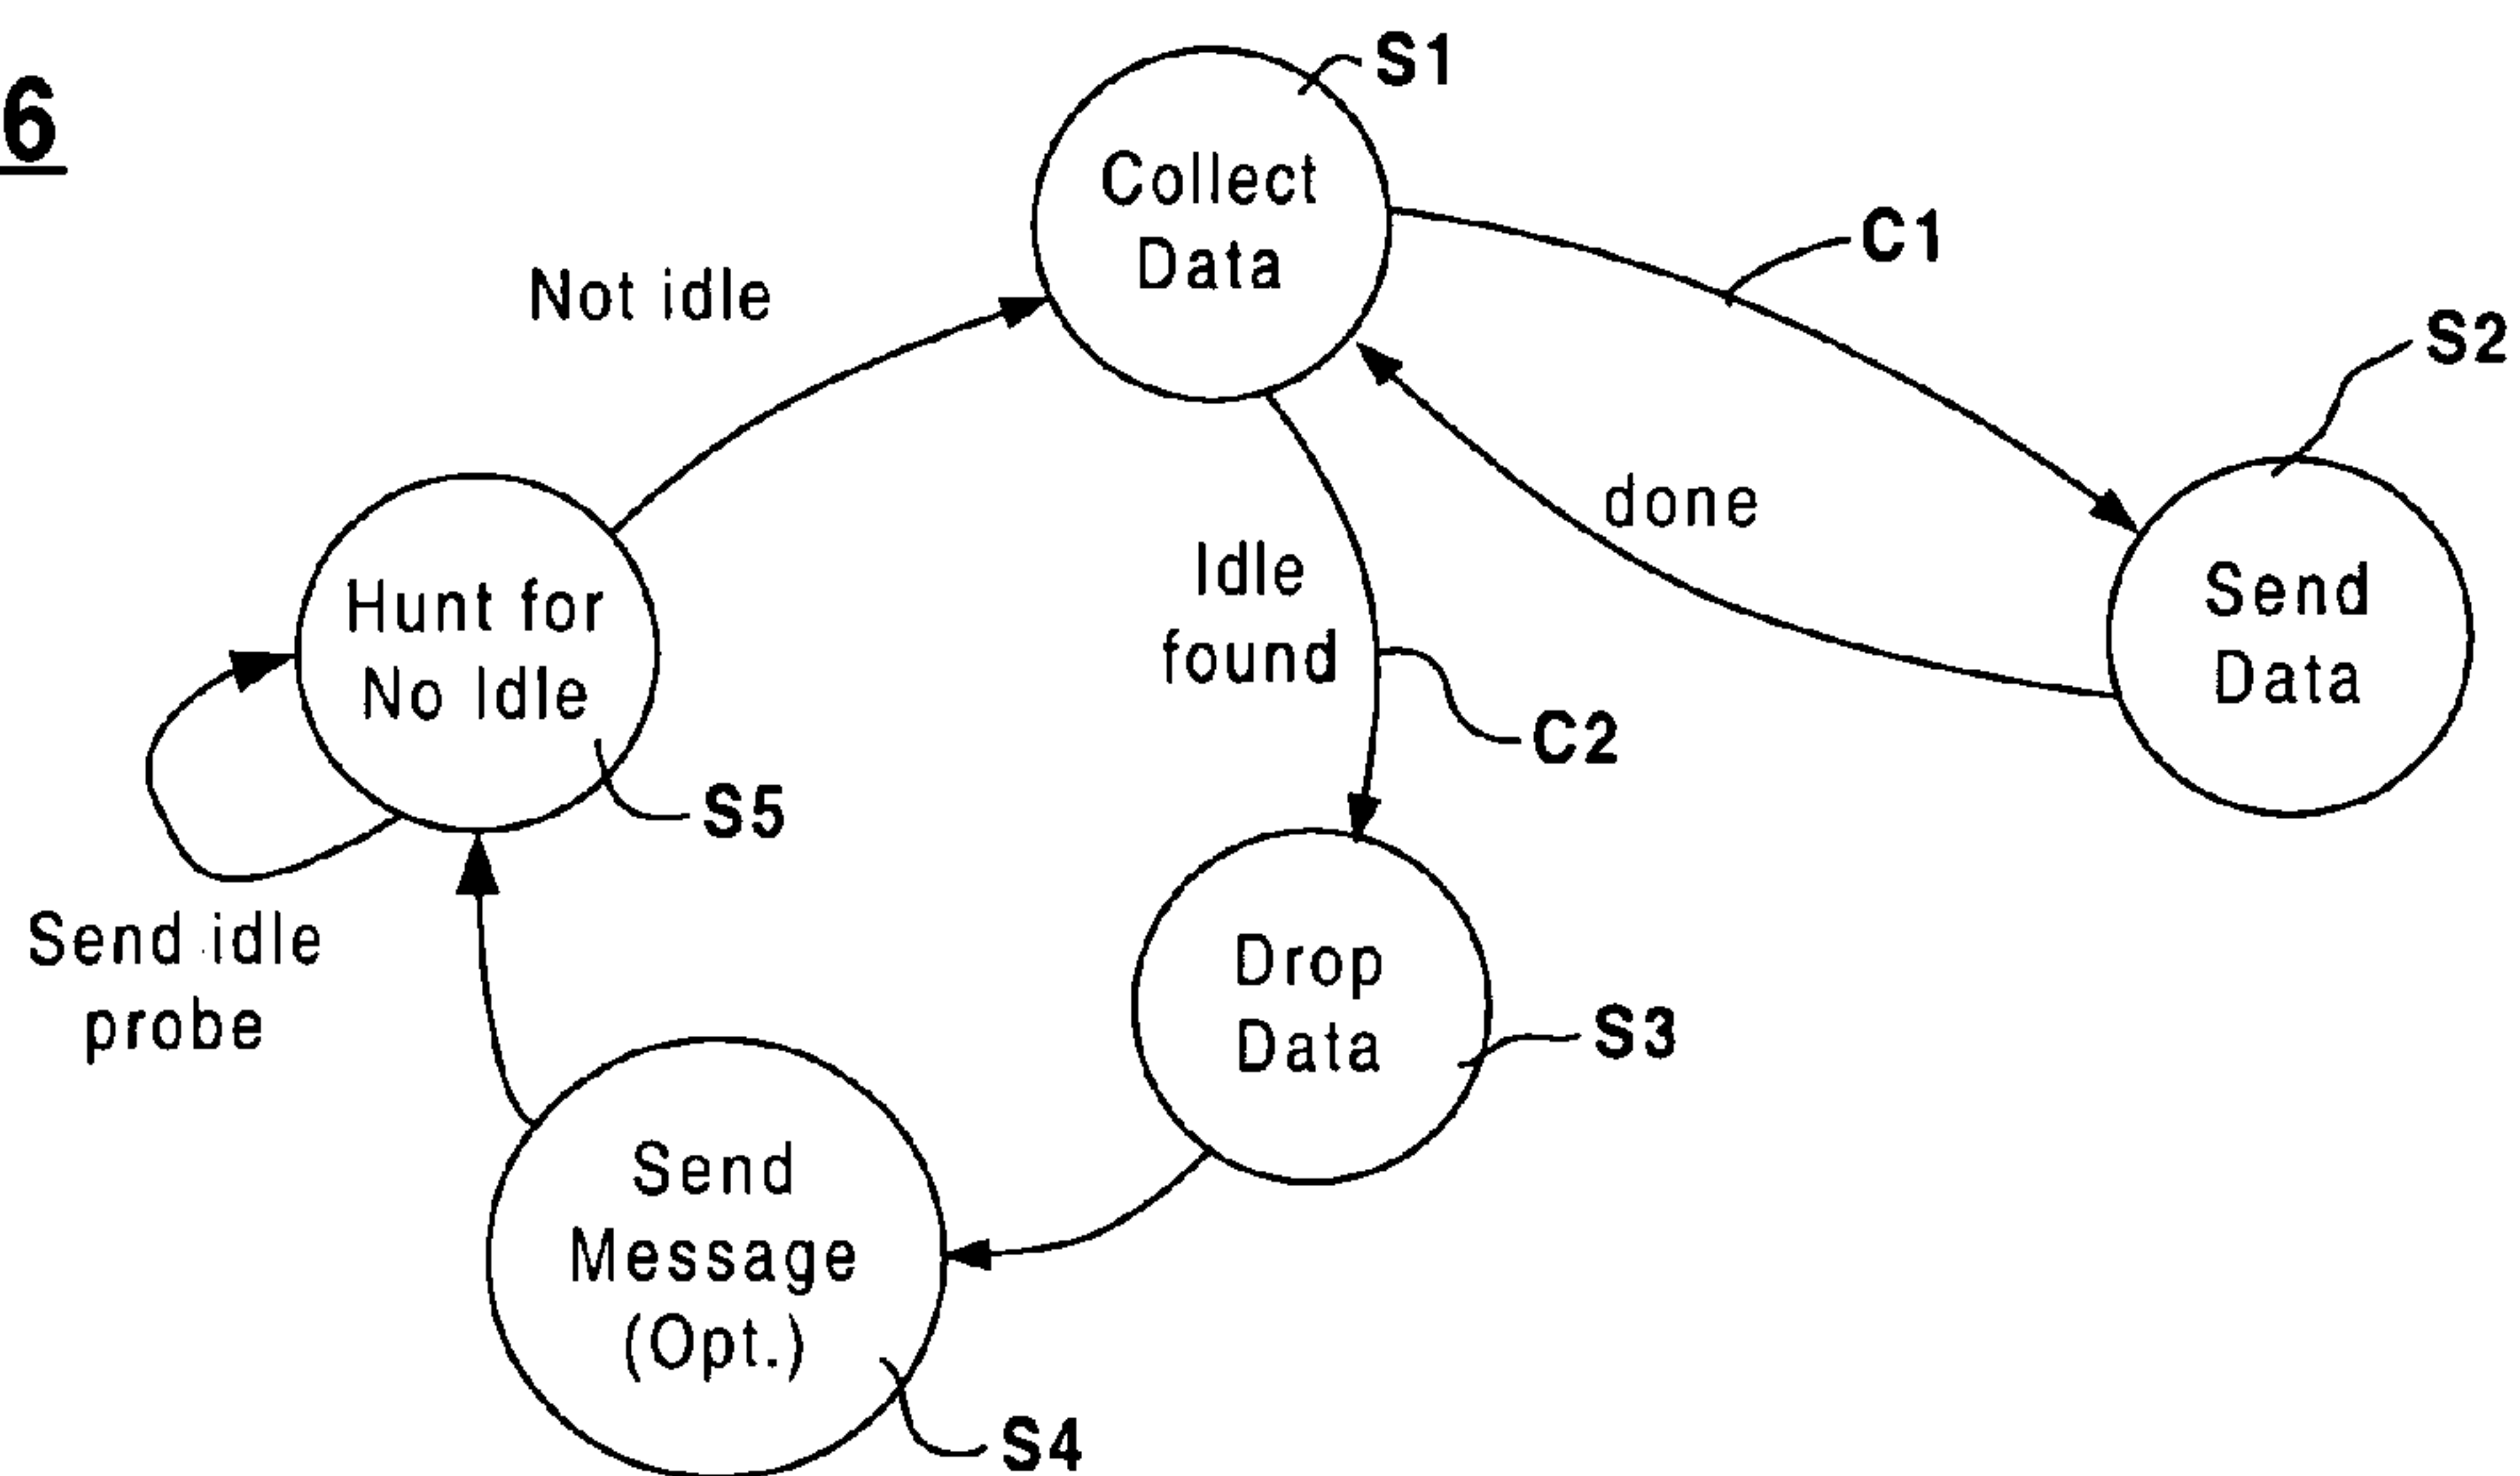 6
S1
Collect
Data
C1
S2
Not idle
done
Send
Data
Idle
found
C2
Hunt for
No Idle
S5
Send idle
probe
Drop
Data
S3
Send
Message
(Opt.)
S4